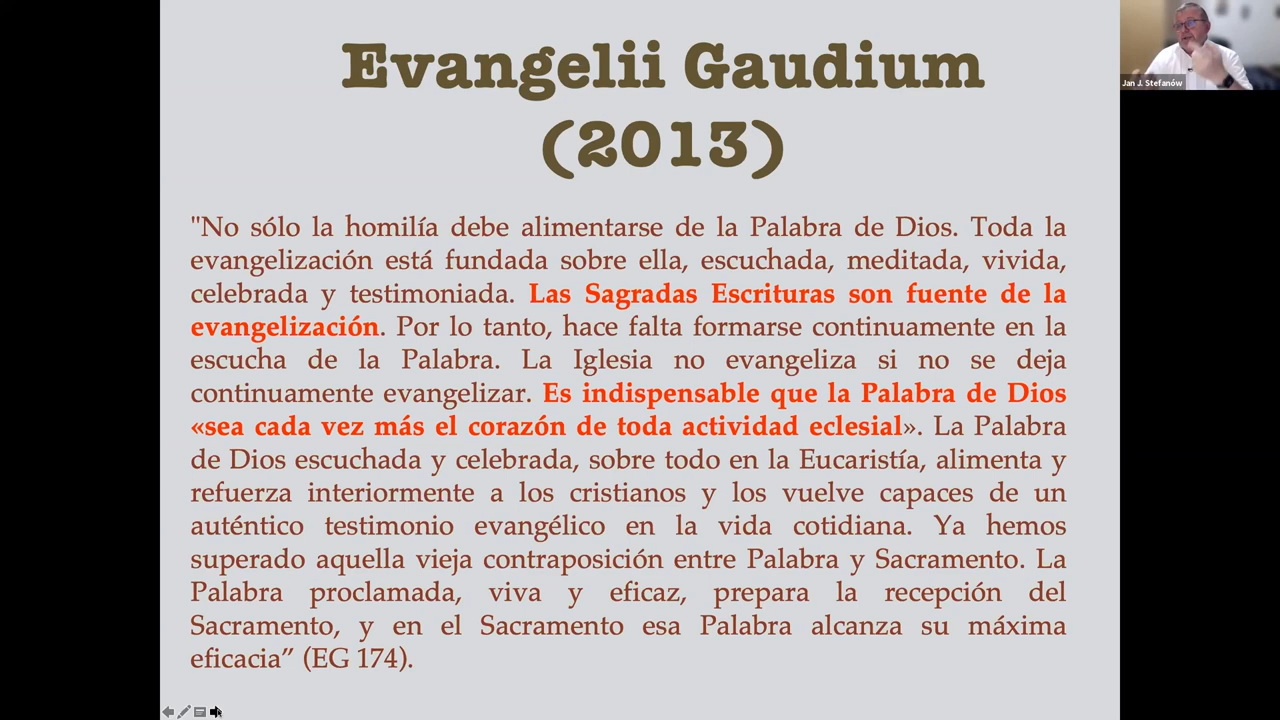 Evangelii Gaudium
(2013)
"No sólo la homilía debe alimentarse de la Palabra de Dios. Toda la
evangelización está fundada sobre ella, escuchada, meditada, vivida,
celebrada y testimoniada. Las Sagradas Escrituras son fuente de la
evangelización. Por lo tanto, hace falta formarse continuamente en la
escucha de la Palabra. La Iglesia no evangeliza si no se deja
continuamente evangelizar. Es indispensable que la Palabra de Dios
«sea cada vez más el corazón de toda actividad eclesial». La Palabra
de Dios escuchada y celebrada, sobre todo en la Eucaristía, alimenta y
refuerza interiormente a los cristianos y los vuelve capaces de un
auténtico testimonio evangélico en la vida cotidiana. Ya hemos
superado aquella vieja contraposición entre Palabra y Sacramento. La
Palabra proclamada, viva y eficaz, prepara la recepción del
Sacramento, y en el Sacramento esa Palabra alcanza su máxima
eficacia” (EG 174).
Jan J. Stefanów